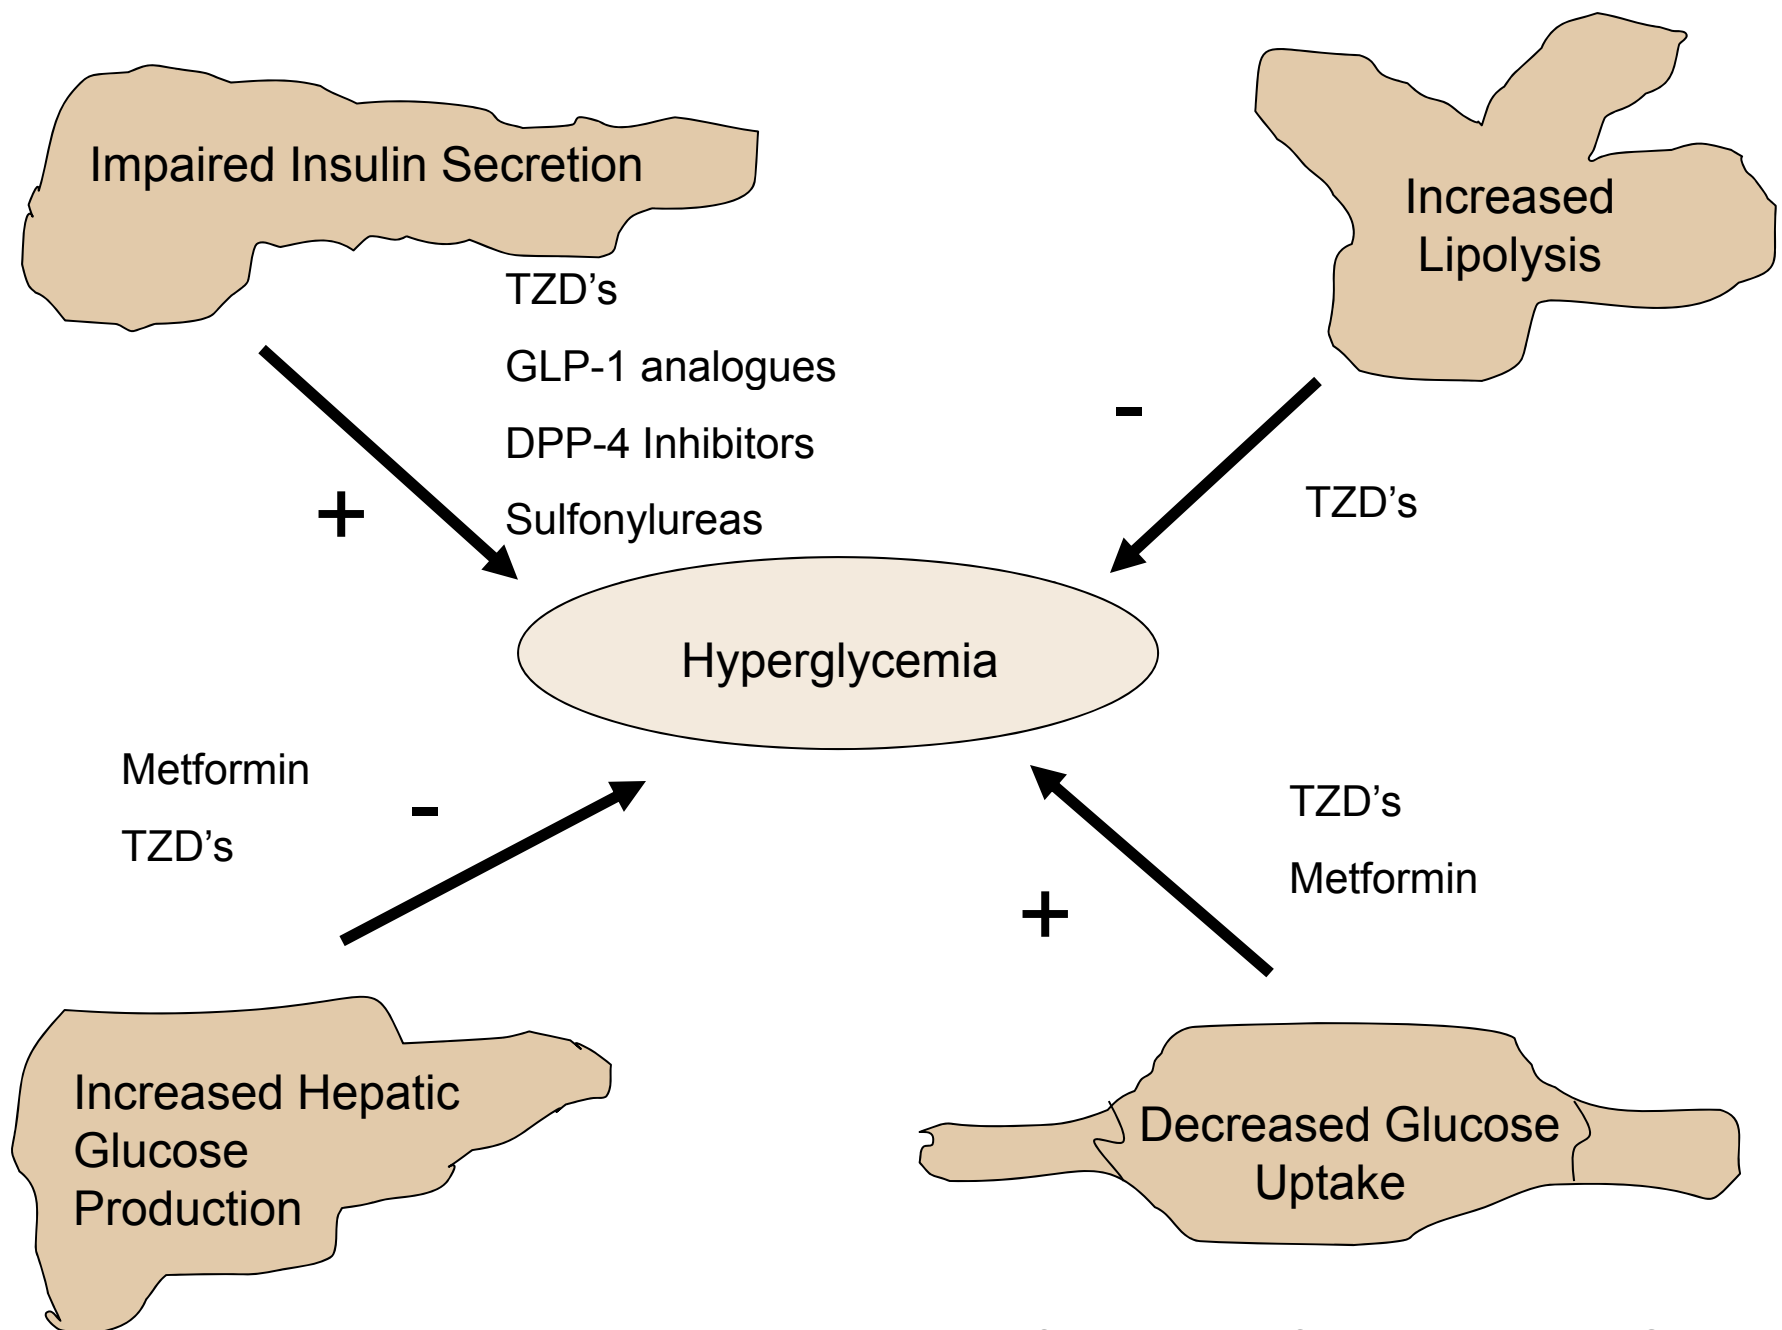 Impaired Insulin Secretion
Increased
Lipolysis
TZD’s
GLP-1 analogues
DPP-4 Inhibitors
Sulfonylureas
+
-
TZD’s
Hyperglycemia
Metformin
TZD’s
-
TZD’s
Metformin
+
Increased Hepatic
Glucose
Production
Decreased Glucose
Uptake